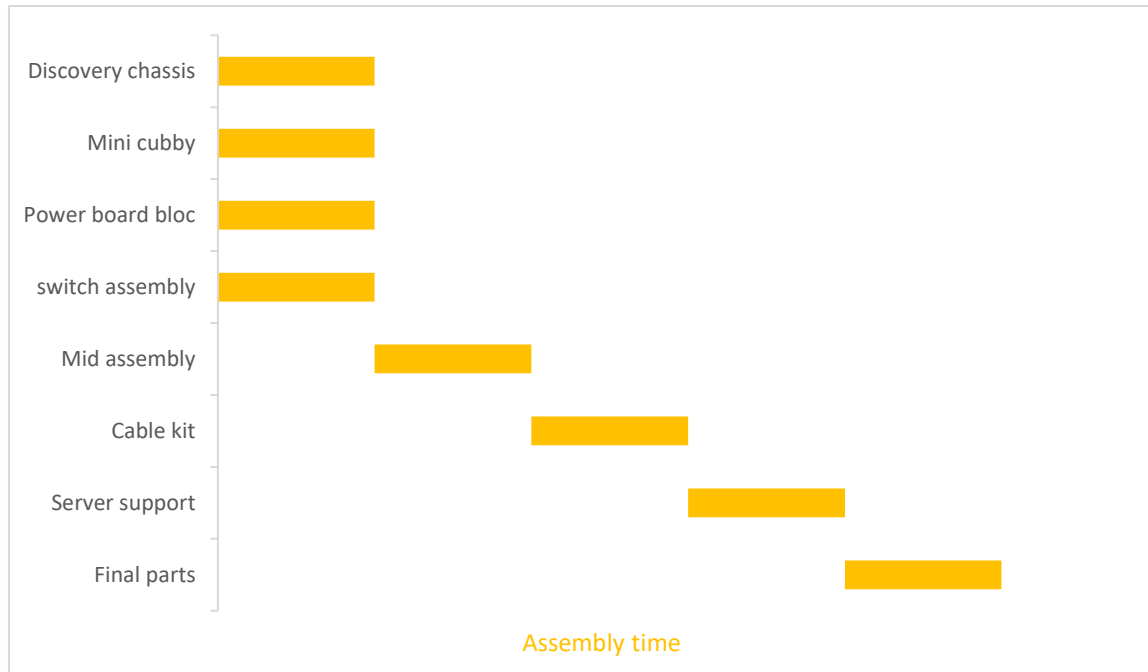 Discovery chassis
Mini cubby
Power board bloc
switch assembly
Mid assembly
Cable kit
Server support
Final parts
Assembly time